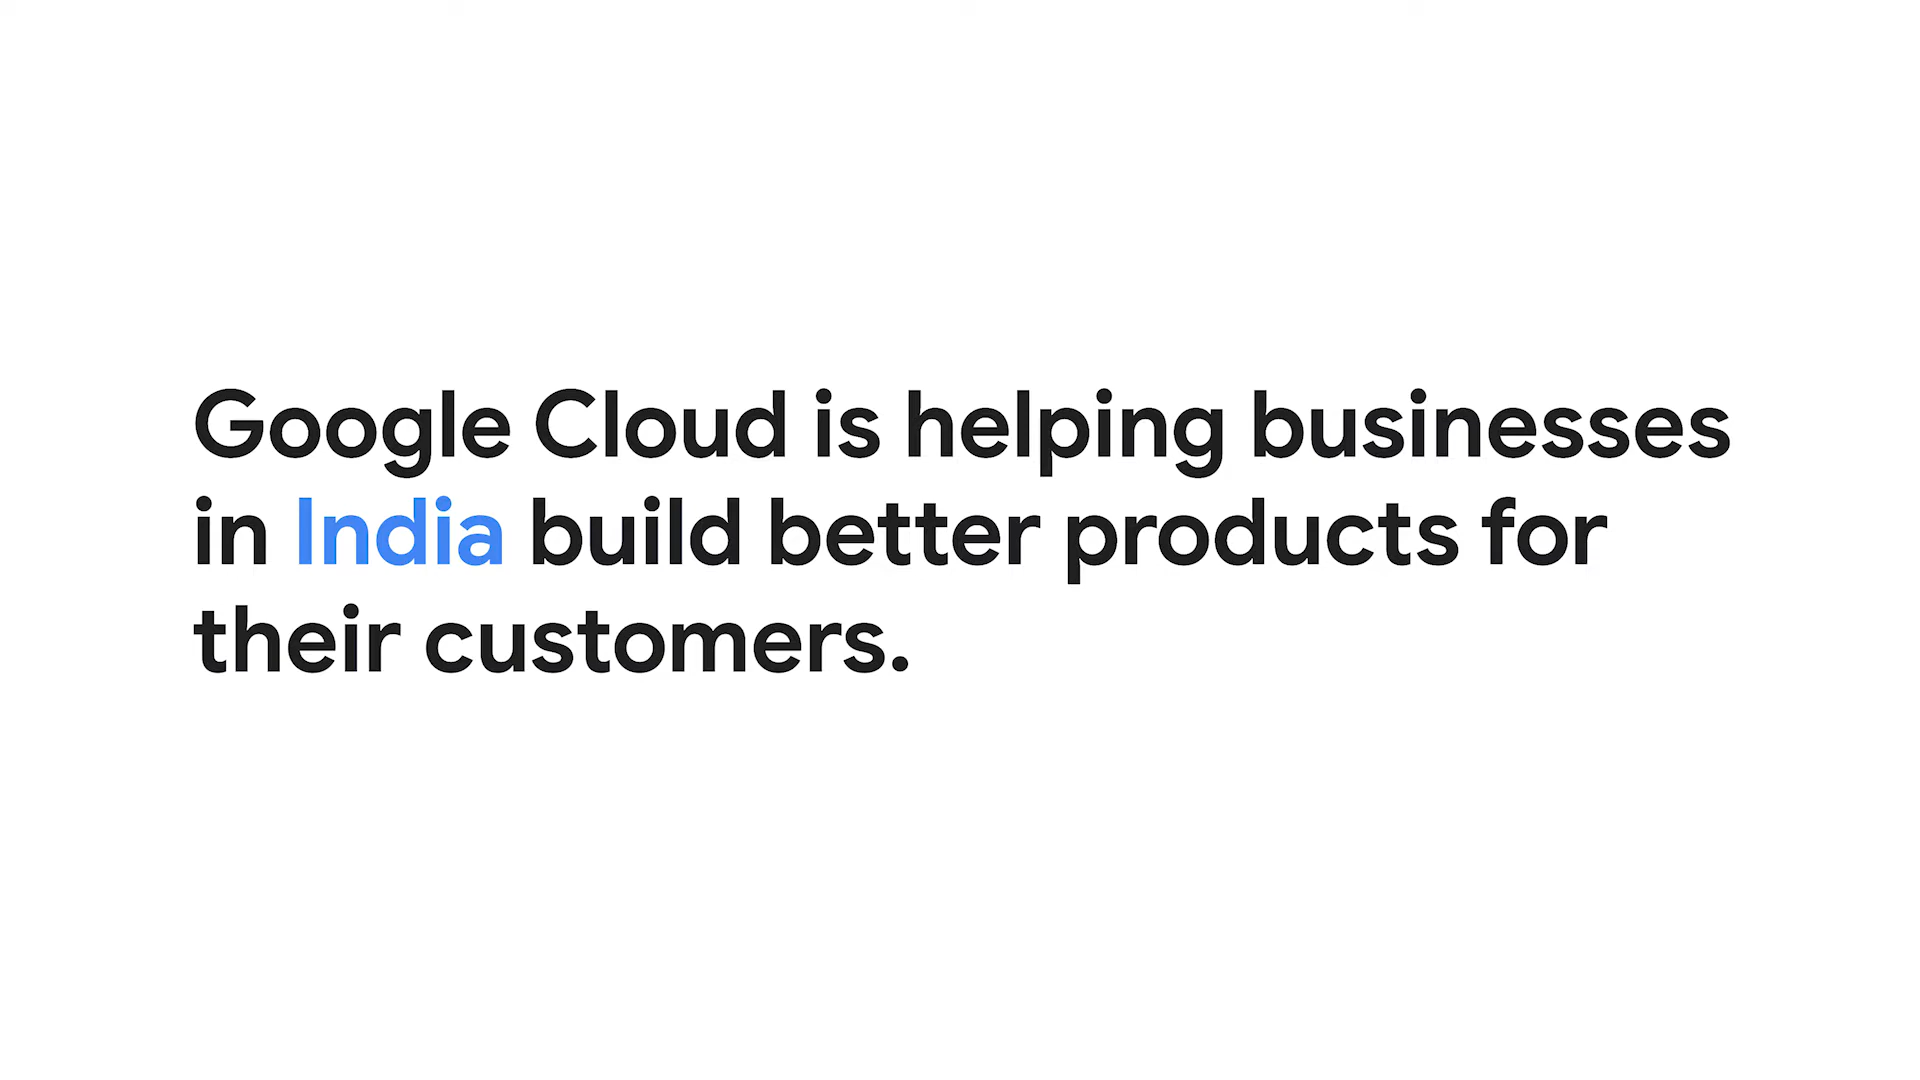 Google Cloud is helping businesses
in India build better products for
their customers.